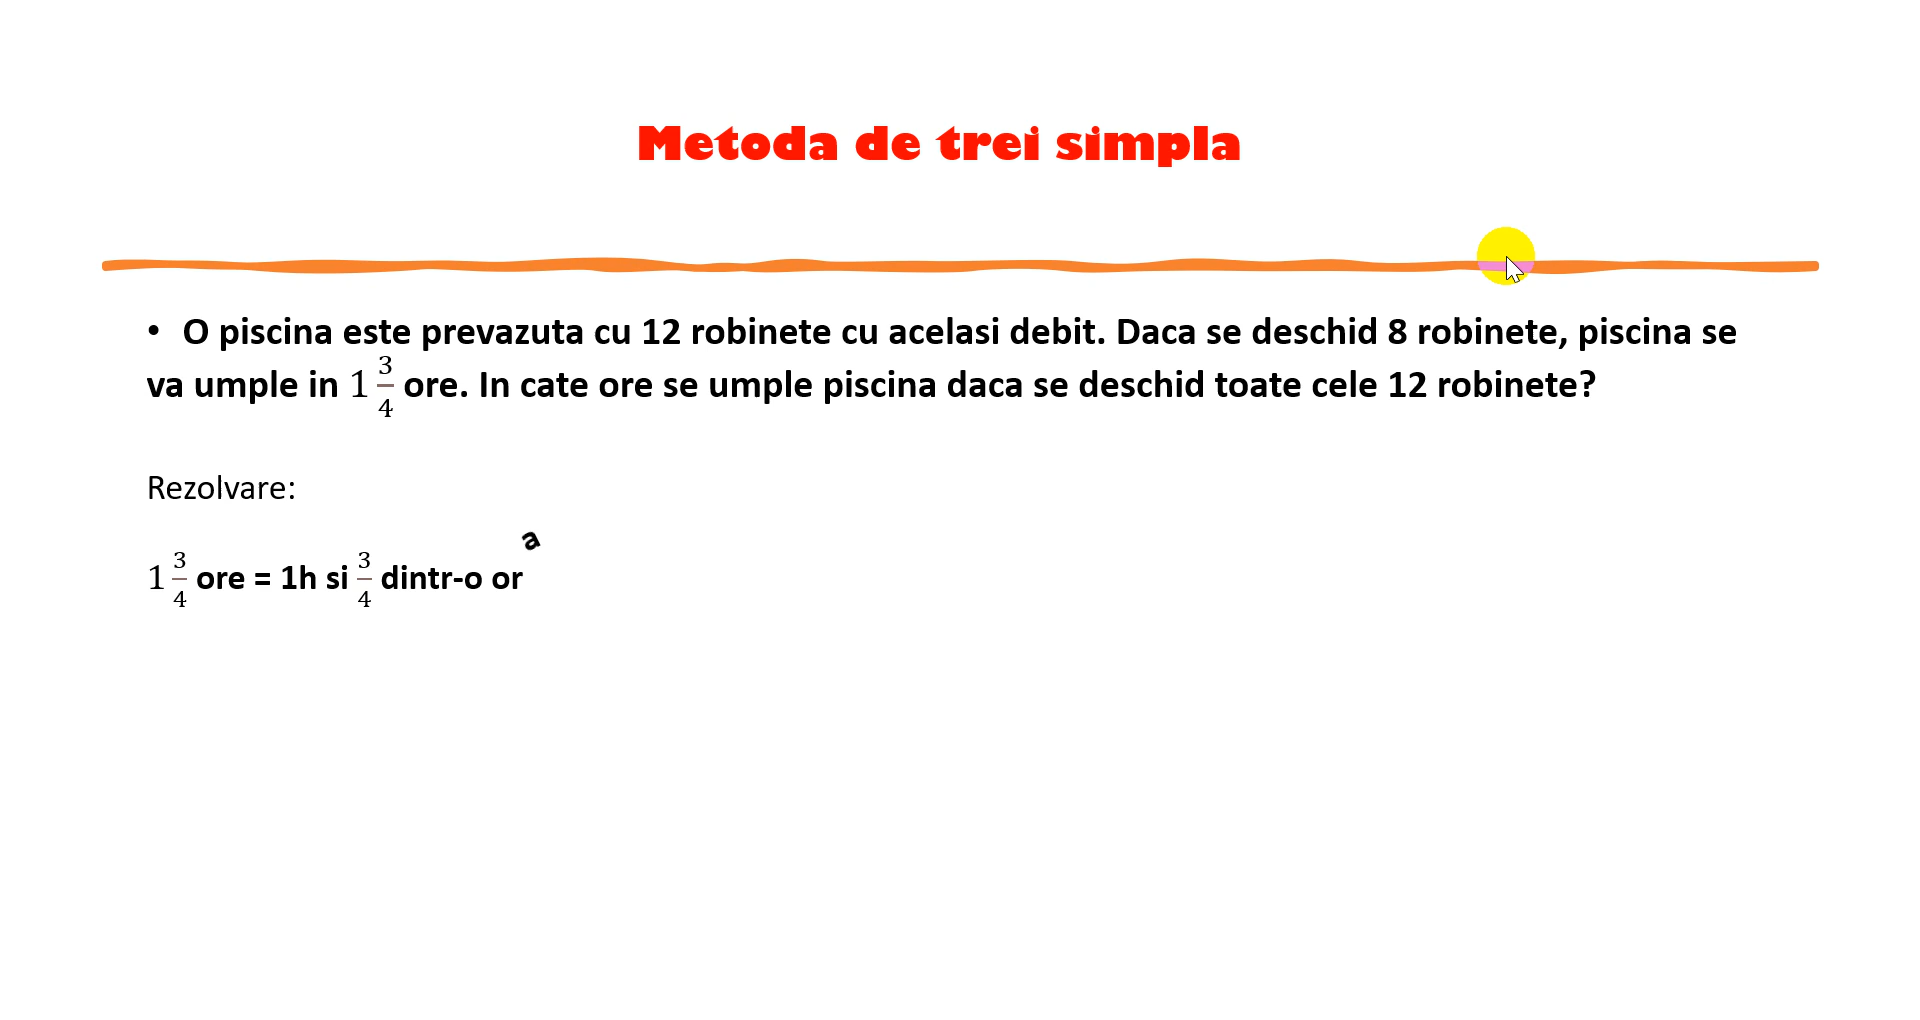 Metoda de trei simpla
• O piscina este prevazuta cu 12 robinete cu acelasi debit. Daca se deschid 8 robinete, piscina se
va umple in 1 3/4 ore. In cate ore se umple piscina daca se deschid toate cele 12 robinete?
Rezolvare:
1 3/4 ore = 1h si 3/4 dintr-o ora